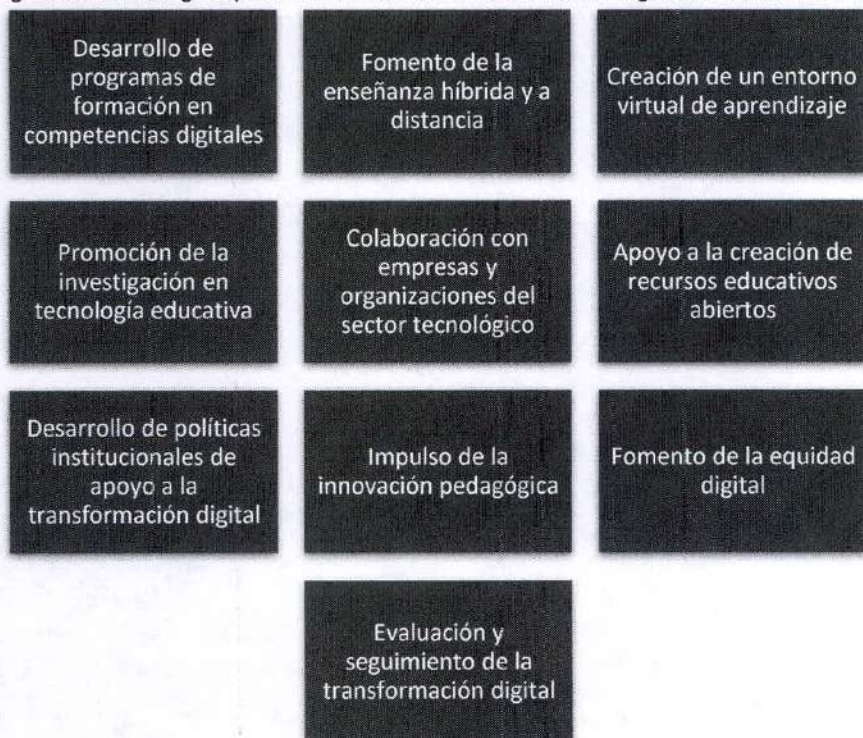 Desarrollo de
programas de
formación en
competencias digitales
Fomento de la
enseñanza híbrida y a
distancia
Creación de un entorno
virtual de aprendizaje
Promoción de la
investigación en
tecnología educativa
Colaboración con
empresas y
organizaciones del
sector tecnológico
Apoyo a la creación de
recursos educativos
abiertos
Desarrollo de políticas
institucionales de
apoyo a la
transformación digital
Impulso de la
innovación pedagógica
Fomento de la equidad
digital
Evaluación y
seguimiento de la
transformación digital